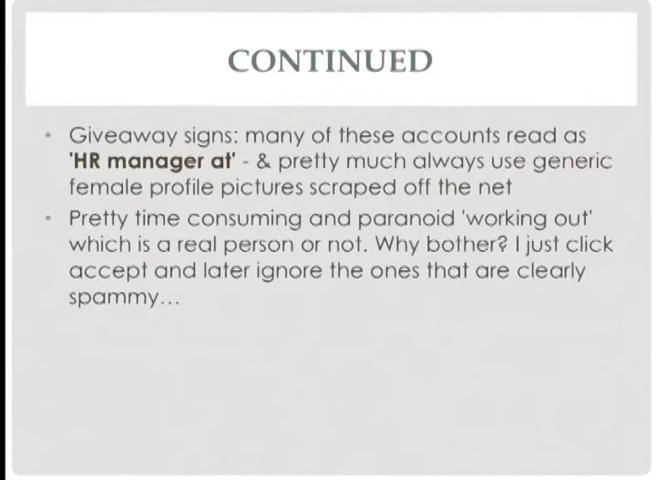 CONTINUED
• Giveaway signs: many of these accounts read as
'HR manager at' - & pretty much always use generic
female profile pictures scraped off the net
• Pretty time consuming and paranoid 'working out'
which is a real person or not. Why bother? I just click
accept and later ignore the ones that are clearly
spammy…